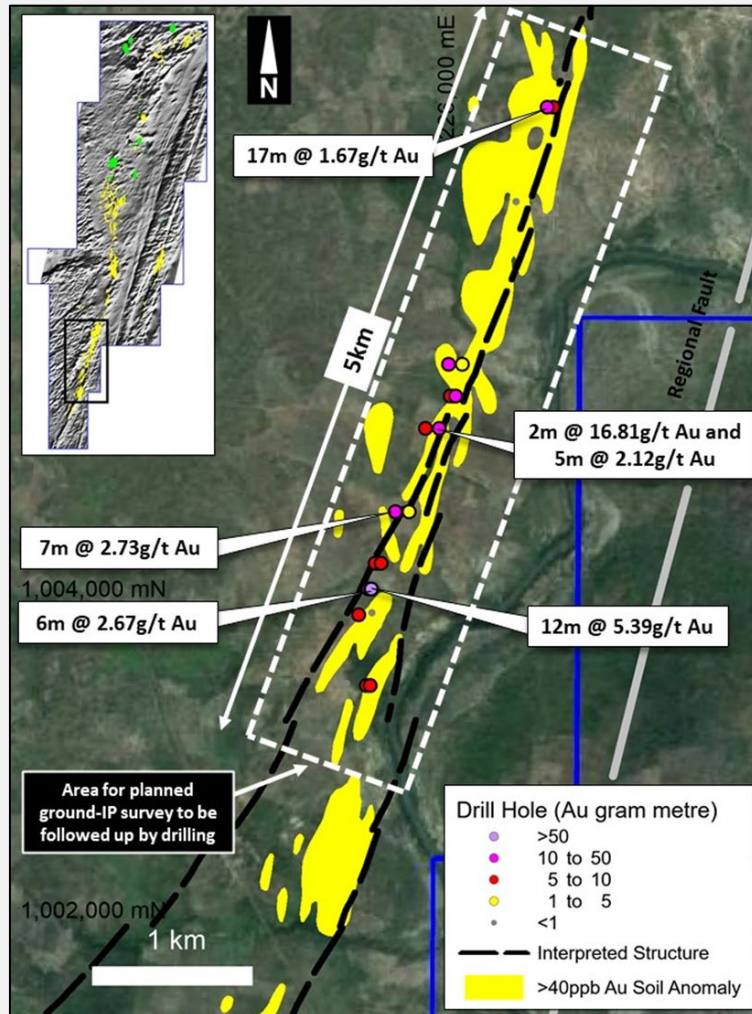 N
226,000 mE
17m @ 1.67g/t Au
5km
Regional Fault
2m @ 16.81g/t Au and
5m @ 2.12g/t Au
7m @ 2.73g/t Au
1,004,000 mN
6m @ 2.67g/t Au
12m @ 5.39g/t Au
Area for planned
ground-IP survey to be
followed up by drilling
1,002,000 mN
1 km
Drill Hole (Au gram metre)
>50
10 to 50
5 to 10
1 to 5
<1
Interpreted Structure
>40ppb Au Soil Anomaly